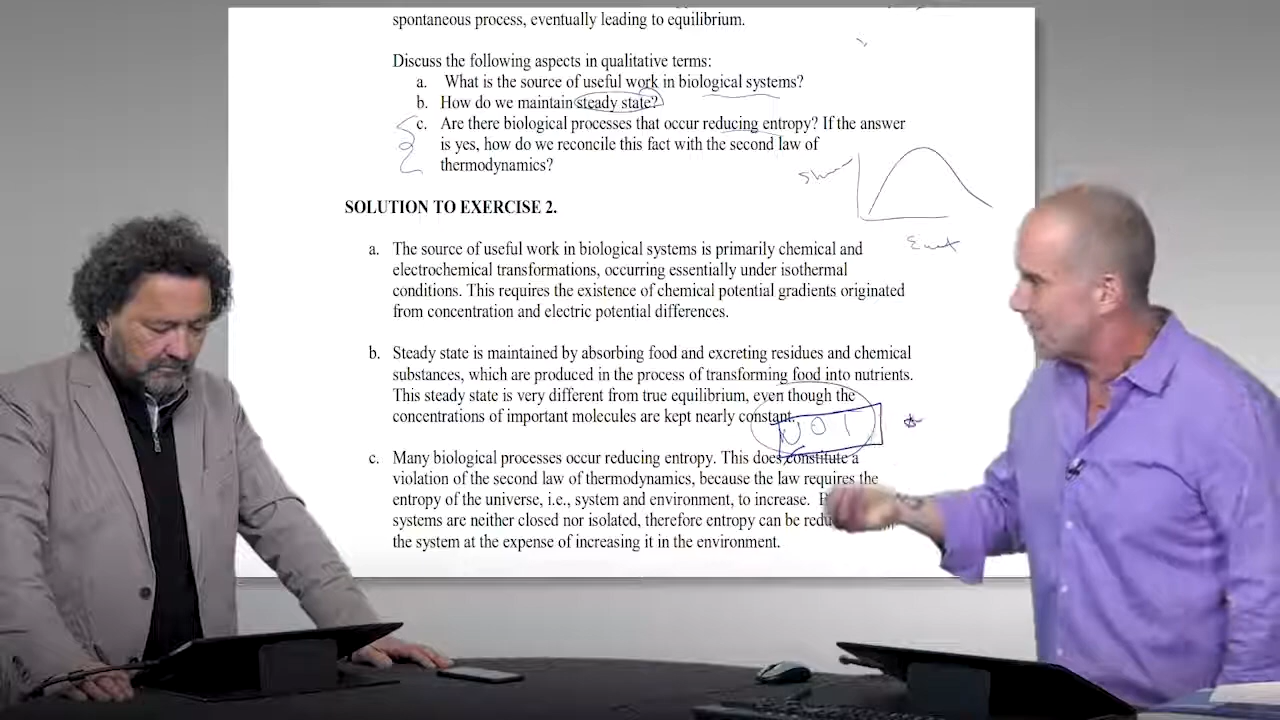 spontaneous process, eventually leading to equilibrium.
Discuss the following aspects in qualitative terms:
a. What is the source of useful work in biological systems?
b. How do we maintain steady state?
c. Are there biological processes that occur reducing entropy? If the answer
is yes, how do we reconcile this fact with the second law of
thermodynamics?
SOLUTION TO EXERCISE 2.
a. The source of useful work in biological systems is primarily chemical and
electrochemical transformations, occurring essentially under isothermal
conditions. This requires the existence of chemical potential gradients originated
from concentration and electric potential differences.
b. Steady state is maintained by absorbing food and excreting residues and chemical
substances, which are produced in the process of transforming food into nutrients.
This steady state is very different from true equilibrium, even though the
concentrations of important molecules are kept nearly constant.
NOT
c. Many biological processes occur reducing entropy. This does constitute a
violation of the second law of thermodynamics, because the law requires the
entropy of the universe, i.e., system and environment, to increase.
systems are neither closed nor isolated, therefore entropy can be
the system at the expense of increasing it in the environment.